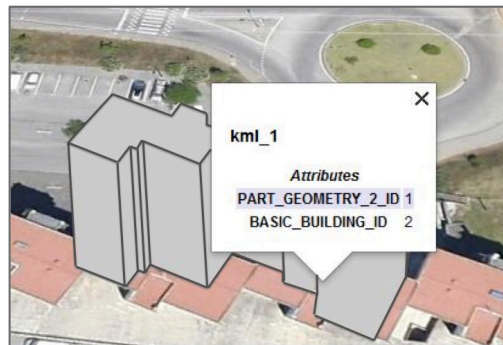 ×
kml_1
Attributes
PART_GEOMETRY_2_ID 1
BASIC_BUILDING_ID 2